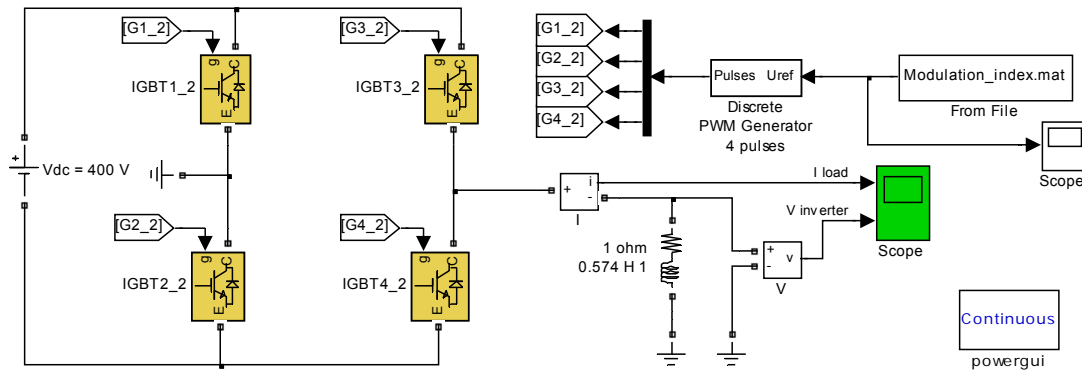 [G1_2]
g
C
E
IGBT1_2
[G3_2]
g
C
E
IGBT3_2
[G1_2]
[G2_2]
[G3_2]
[G4_2]
Pulses Uref
Discrete
PWM Generator
4 pulses
Modulation_index.mat
From File
Scope
+
Vdc = 400 V
[G2_2]
g
C
E
IGBT2_2
[G4_2]
g
C
E
IGBT4_2
+
i
-
I
I load
V inverter
Scope
1 ohm
0.574 H 1
+
-
v
V
Continuous
powergui